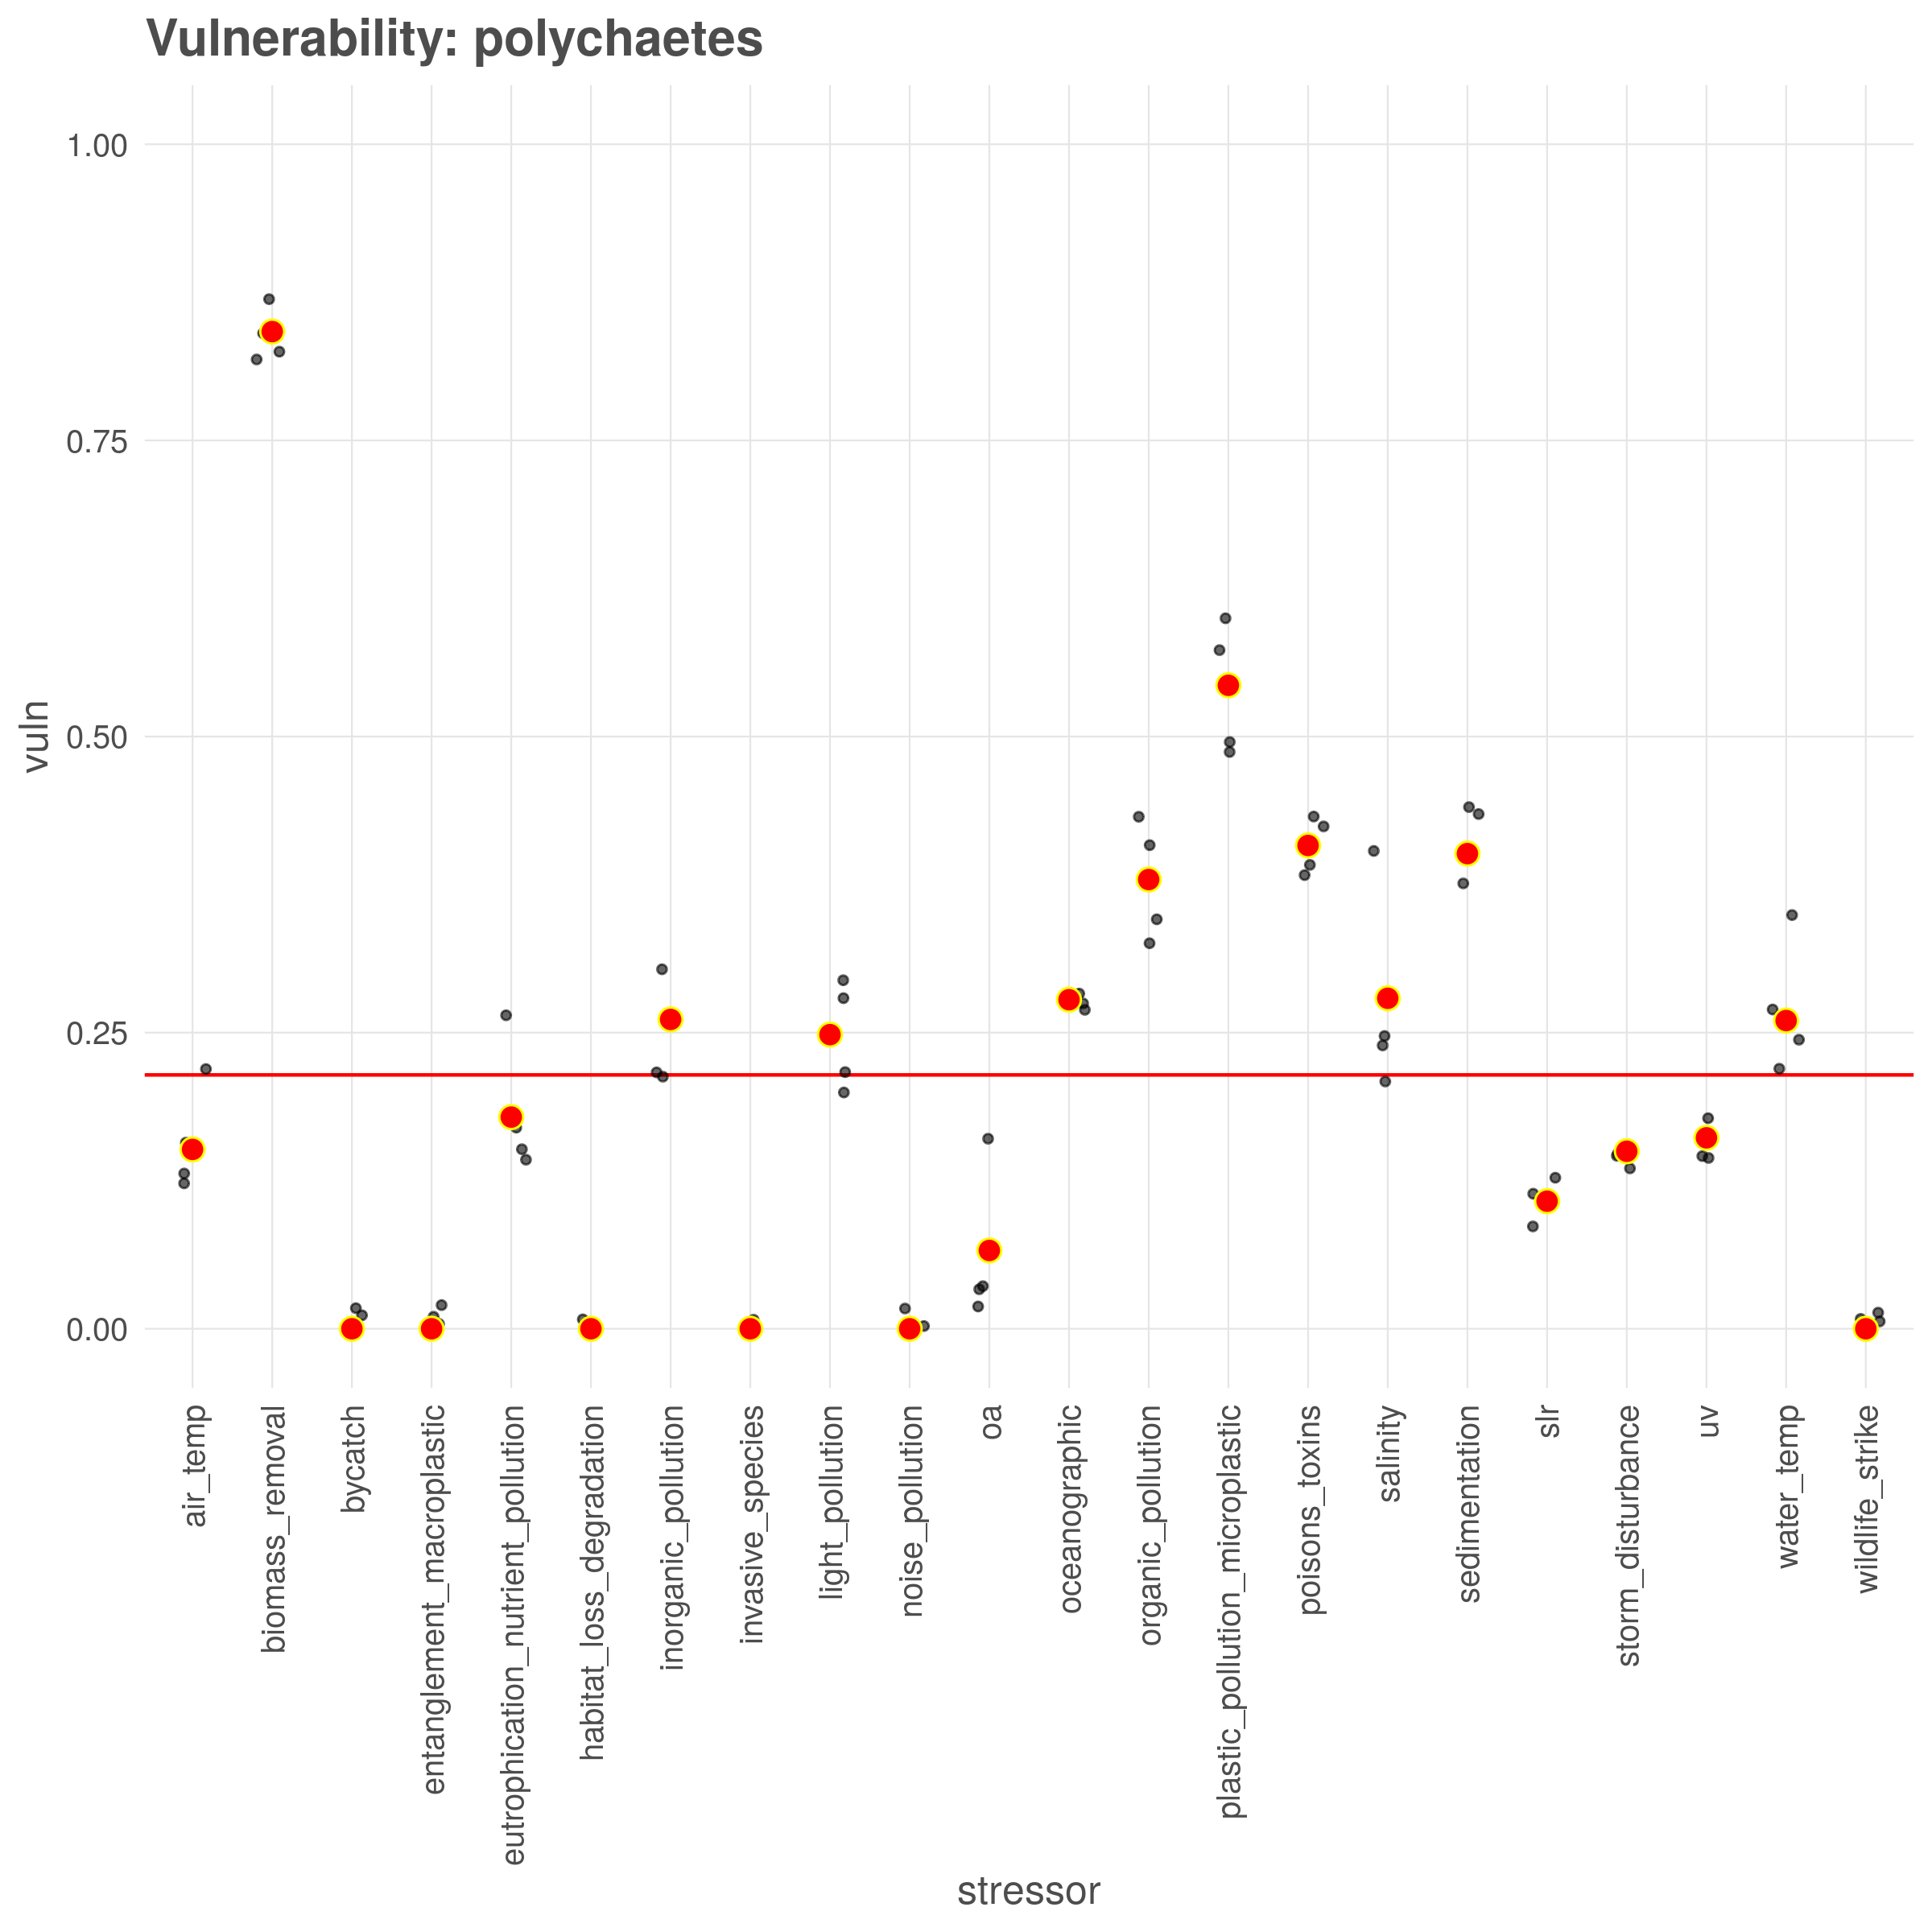 Vulnerability: polychaetes
1.00
0.75
0.50
0.25
0.00
vuln
air_temp
biomass_removal
bycatch
entanglement_macroplastic
eutrophication_nutrient_pollution
habitat_loss_degradation
inorganic_pollution
invasive_species
light_pollution
noise_pollution
oa
oceanographic
organic_pollution
plastic_pollution_microplastic
poisons_toxins
salinity
sedimentation
slr
storm_disturbance
uv
water_temp
wildlife_strike
stressor